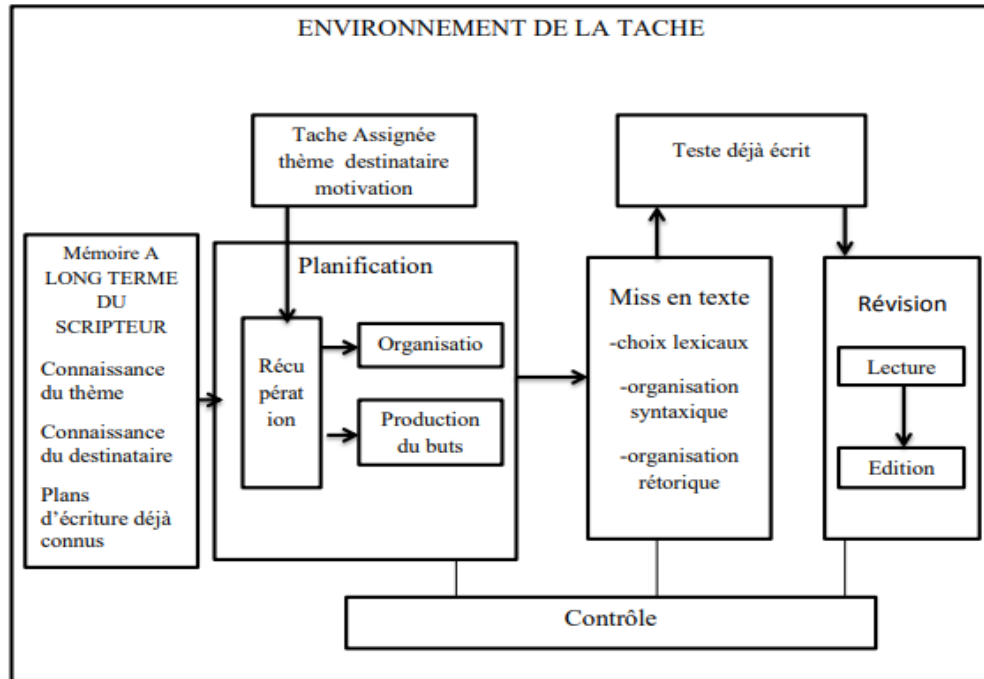 ENVIRONNEMENT DE LA TACHE
Tache Assignée
thème destinataire
motivation
Teste déjà écrit
Mémoire A
LONG TERME
DU
SCRIPTEUR
Connaissance
du thème
Connaissance
du destinataire
Plans
d’écriture déjà
connus
Planification
Récu
pérat
ion
Organisatio
Production
du buts
Miss en texte
-choix lexicaux
-organisation
syntaxique
-organisation
rétorique
Révision
Lecture
Edition
Contrôle